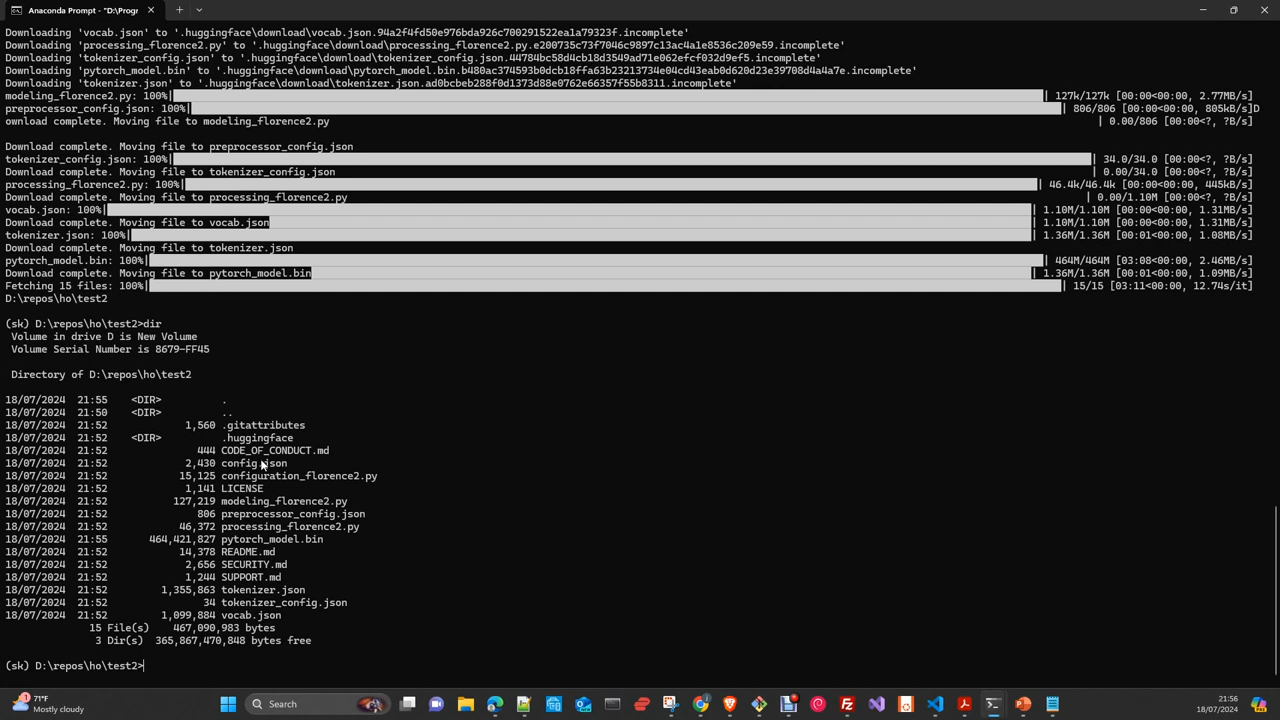 Anaconda Prompt - "D:\Progr
Downloading 'vocab.json' to '.huggingface\download\vocab.json.94a2f4fd50e976bda926c700291522ea1a79323f.incomplete'
Downloading 'processing_florence2.py' to '.huggingface\download\processing_florence2.py.e200735c73f7046c9897c13ac4a1e8536c209e59.incomplete'
Downloading 'tokenizer_config.json' to '.huggingface\download\tokenizer_config.json.44784bc58d4cb18d3549ad71e062efcf032d9ef5.incomplete'
Downloading 'pytorch_model.bin' to '.huggingface\download\pytorch_model.bin.b480ac374593b0dcb18ffa63b23213734e04cd43eab0d620d23e39708d4a4a7e.incomplete'
Downloading 'tokenizer.json' to '.huggingface\download\tokenizer.json.ad0bcbeb288f0d1373d88e0762e66357f55b8311.incomplete'
modeling_florence2.py: 100%| | 127k/127k [00:00<00:00, 2.77MB/s]
preprocessor_config.json: 100%| | 806/806 [00:00<00:00, 805kB/s]D
ownload complete. Moving file to modeling_florence2.py | 0.00/806 [00:00<?, ?B/s]
Download complete. Moving file to preprocessor_config.json
tokenizer_config.json: 100%| | 34.0/34.0 [00:00<?, ?B/s]
Download complete. Moving file to tokenizer_config.json | 0.00/34.0 [00:00<?, ?B/s]
processing_florence2.py: 100%| | 46.4k/46.4k [00:00<00:00, 445kB/s]
Download complete. Moving file to processing_florence2.py | 0.00/1.10M [00:00<?, ?B/s]
vocab.json: 100%| | 1.10M/1.10M [00:00<00:00, 1.31MB/s]
Download complete. Moving file to vocab.json | 1.10M/1.10M [00:00<00:00, 1.31MB/s]
tokenizer.json: 100%| | 1.36M/1.36M [00:01<00:00, 1.08MB/s]
Download complete. Moving file to tokenizer.json
pytorch_model.bin: 100%| | 464M/464M [03:08<00:00, 2.46MB/s]
Download complete. Moving file to pytorch_model.bin | 1.36M/1.36M [00:01<00:00, 1.09MB/s]
Fetching 15 files: 100%| | 15/15 [03:11<00:00, 12.74s/it]
D:\repos\ho\test2
(sk) D:\repos\ho\test2>dir
Volume in drive D is New Volume
Volume Serial Number is 8679-FF45
Directory of D:\repos\ho\test2
18/07/2024 21:55 <DIR> .
18/07/2024 21:50 <DIR> ..
18/07/2024 21:52 1,560 .gitattributes
18/07/2024 21:52 <DIR> .huggingface
18/07/2024 21:52 444 CODE_OF_CONDUCT.md
18/07/2024 21:52 2,430 config.json
18/07/2024 21:52 15,125 configuration_florence2.py
18/07/2024 21:52 1,141 LICENSE
18/07/2024 21:52 127,219 modeling_florence2.py
18/07/2024 21:52 806 preprocessor_config.json
18/07/2024 21:52 46,372 processing_florence2.py
18/07/2024 21:55 464,421,827 pytorch_model.bin
18/07/2024 21:52 14,378 README.md
18/07/2024 21:52 2,656 SECURITY.md
18/07/2024 21:52 1,244 SUPPORT.md
18/07/2024 21:52 1,355,863 tokenizer.json
18/07/2024 21:52 34 tokenizer_config.json
18/07/2024 21:52 1,099,884 vocab.json
15 File(s) 467,090,983 bytes
3 Dir(s) 365,867,470,848 bytes free
(sk) D:\repos\ho\test2>
71°F
Mostly cloudy
Search
21:56
18/07/2024